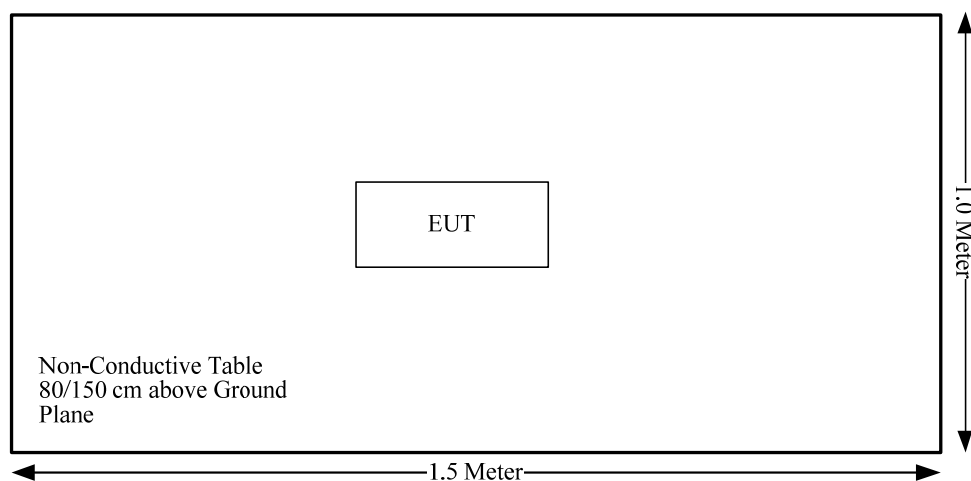 EUT
Non-Conductive Table
80/150 cm above Ground
Plane
1.0 Meter
1.5 Meter